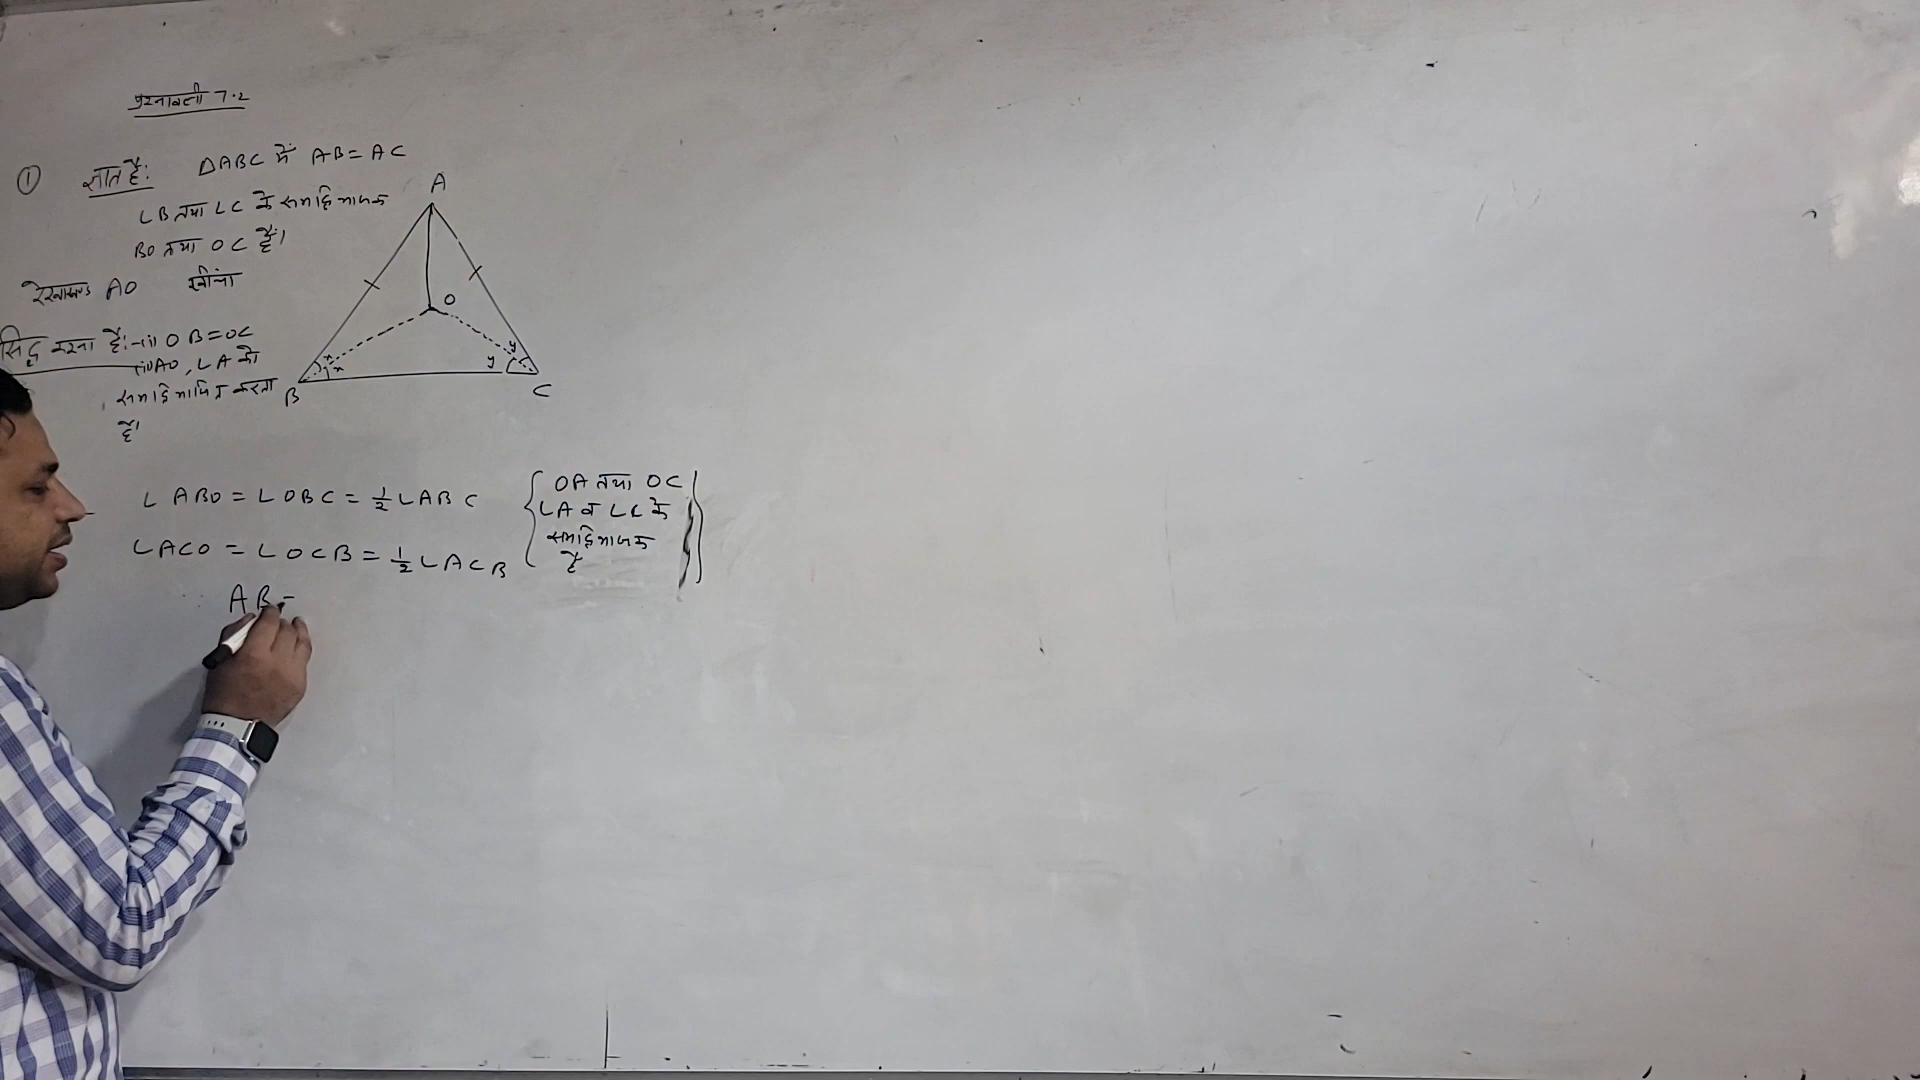 प्रश्नावली 7.2
① ज्ञात है: ΔABC में AB = AC
∠B तथा ∠C के समद्विभाजक
BO तथा OC हैं।
रेखाखण्ड AO खींचा
सिद्ध करना है:- (i) OB = OC
(ii) AO, ∠A को
समद्विभाजित करता
है।
A
O
x
x
y
y
B
C
∠ABO = ∠OBC = 1/2 ∠ABC
∠ACO = ∠OCB = 1/2 ∠ACB
{ OA तथा OC
∠A व ∠C के
समद्विभाजक
है }
AB =